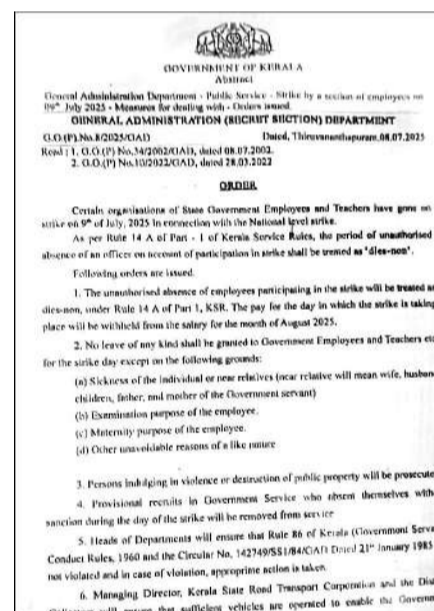 GOVERNMENT OF KERALA
Abstract
General Administration Department - Public Service - Strike by a section of employees on
09th July 2025 - Measures for dealing with - Orders issued.
GENERAL ADMINISTRATION (SECRET SECTION) DEPARTMENT
G.O.(P) No.8/2025/GAD Dated, Thiruvananthapuram, 08.07.2025
Read : 1. G.O.(P) No.34/2002/GAD, dated 08.07.2002.
2. G.O.(P) No.10/2022/GAD, dated 28.03.2022
ORDER
Certain organisations of State Government Employees and Teachers have gone on
strike on 9th of July, 2025 in connection with the National level strike.
As per Rule 14 A of Part - I of Kerala Service Rules, the period of unauthorised
absence of an officer on account of participation in strike shall be treated as "dies-non".
Following orders are issued.
1. The unauthorised absence of employees participating in the strike will be treated as
dies-non, under Rule 14 A of Part 1, KSR. The pay for the day in which the strike is taking
place will be withheld from the salary for the month of August 2025.
2. No leave of any kind shall be granted to Government Employees and Teachers etc
for the strike day except on the following grounds:
(a) Sickness of the individual or near relatives (near relative will mean wife, husban
children, father, and mother of the Government servant)
(b) Examination purpose of the employee.
(c) Maternity purpose of the employee.
(d) Other unavoidable reasons of a like nature
3. Persons indulging in violence or destruction of public property will be prosecute
4. Provisional recruits in Government Service who absent themselves with
sanction during the day of the strike will be removed from service
5. Heads of Departments will ensure that Rule 86 of Kerala (Government Serva
Conduct Rules, 1960 and the Circular No. 142749/SS1/84/GAD Dated 21st January 1985
not violated and in case of violation, appropriate action is taken.
6. Managing Director, Kerala State Road Transport Corporation and the Dis
will ensure that sufficient vehicles are operated to enable the Governm